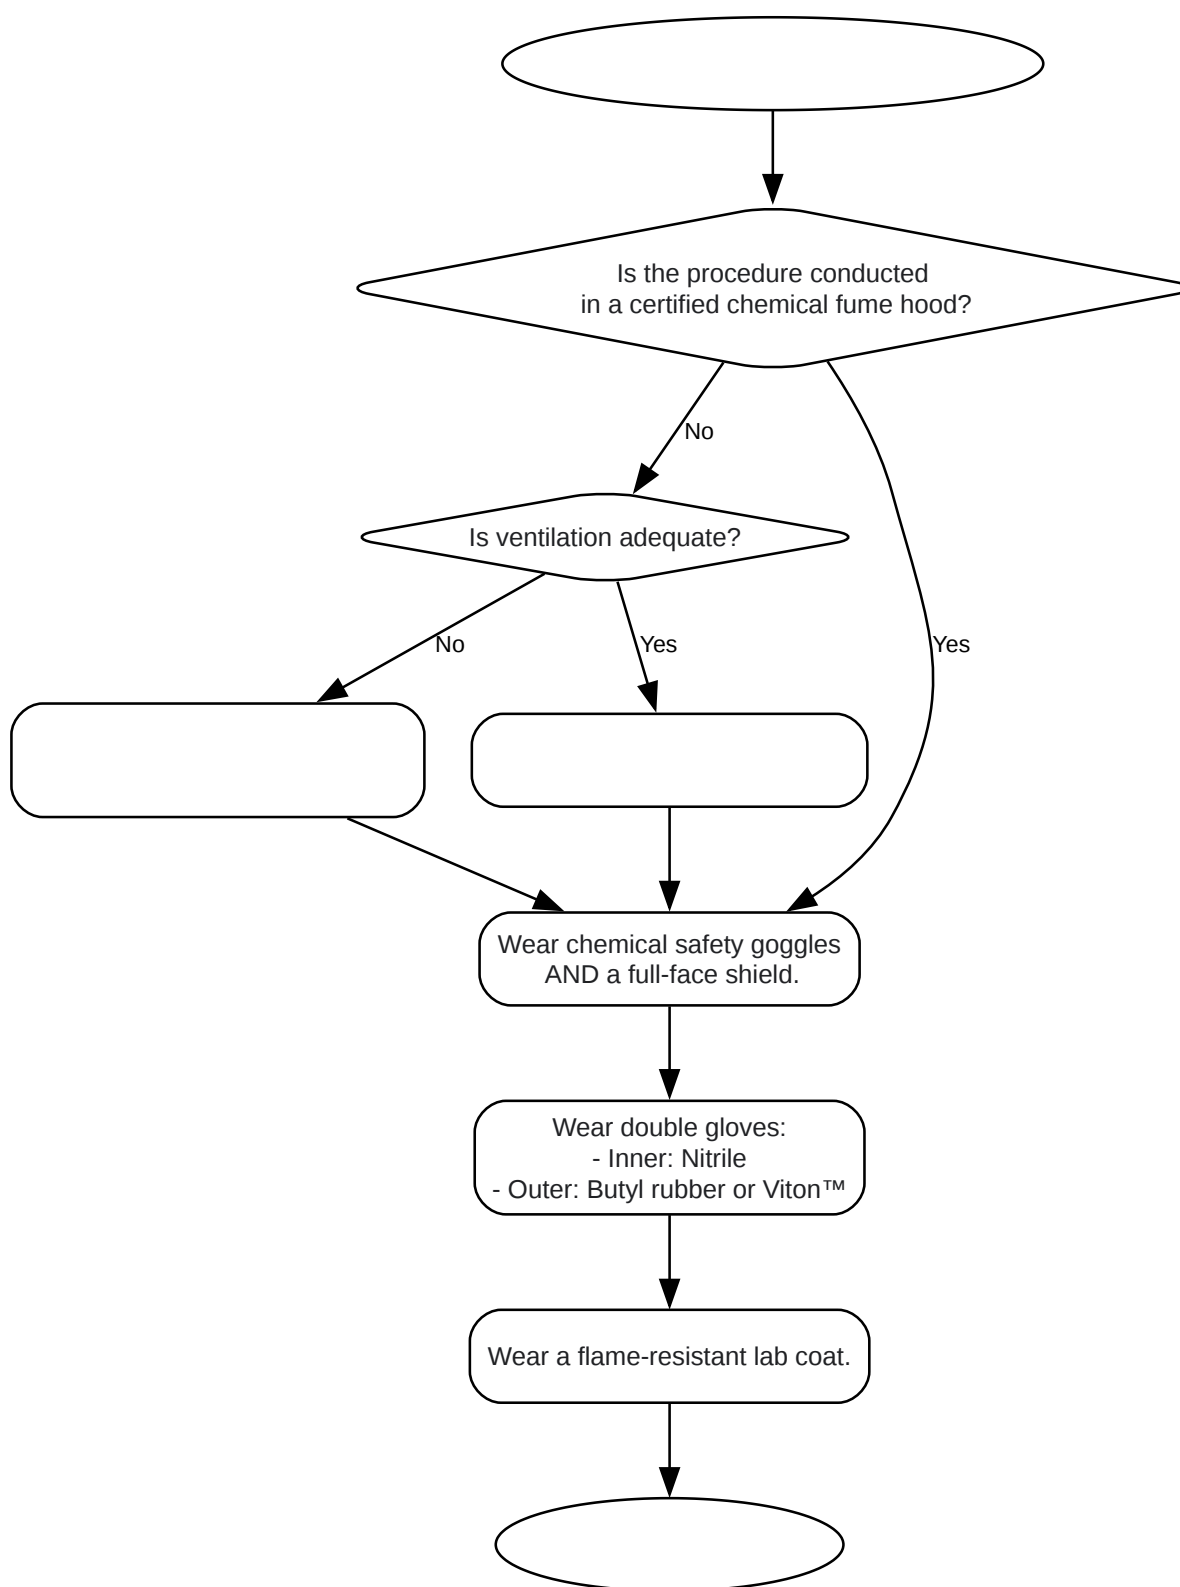 Is the procedure conducted
in a certified chemical fume hood?
No
Is ventilation adequate?
No
Yes
Yes
Wear chemical safety goggles
AND a full-face shield.
Wear double gloves:
- Inner: Nitrile
- Outer: Butyl rubber or Viton™
Wear a flame-resistant lab coat.